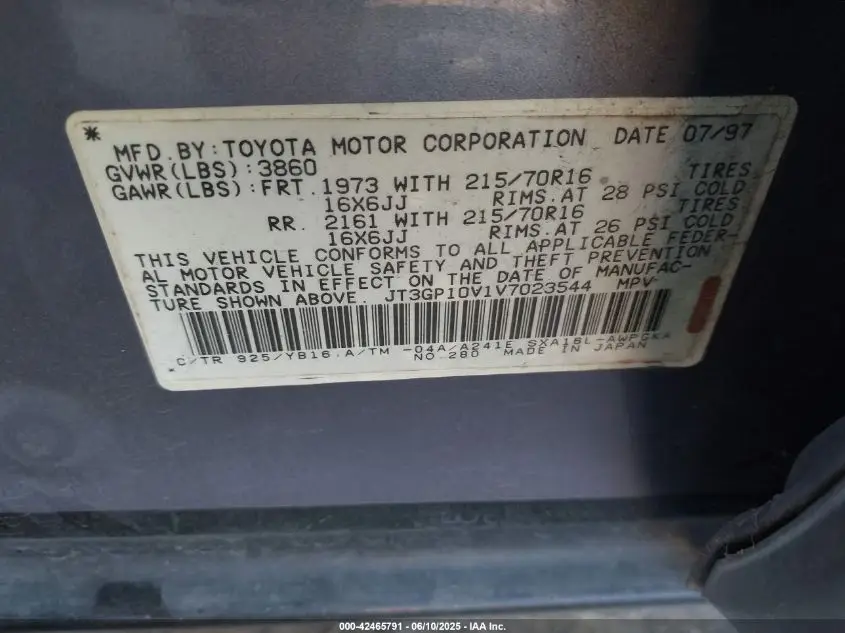 * MFD.BY:TOYOTA MOTOR CORPORATION DATE 07/97
GVWR(LBS):3860
GAWR(LBS):FRT.1973 WITH 215/70R16 TIRES
16X6JJ RIMS.AT 28 PSI COLD
RR. 2161 WITH 215/70R16 TIRES
16X6JJ RIMS.AT 26 PSI COLD
THIS VEHICLE CONFORMS TO ALL APPLICABLE FEDER-
AL MOTOR VEHICLE SAFETY AND THEFT PREVENTION
STANDARDS IN EFFECT ON THE DATE OF MANUFAC-
TURE SHOWN ABOVE. JT3GP10V1V7023544 MPV
C/TR 925/YB16 A/TM -04A/A241E SXA16L-AWPGKA
NO-280 MADE IN JAPAN
000-42465791 - 06/10/2025 - IAA Inc.